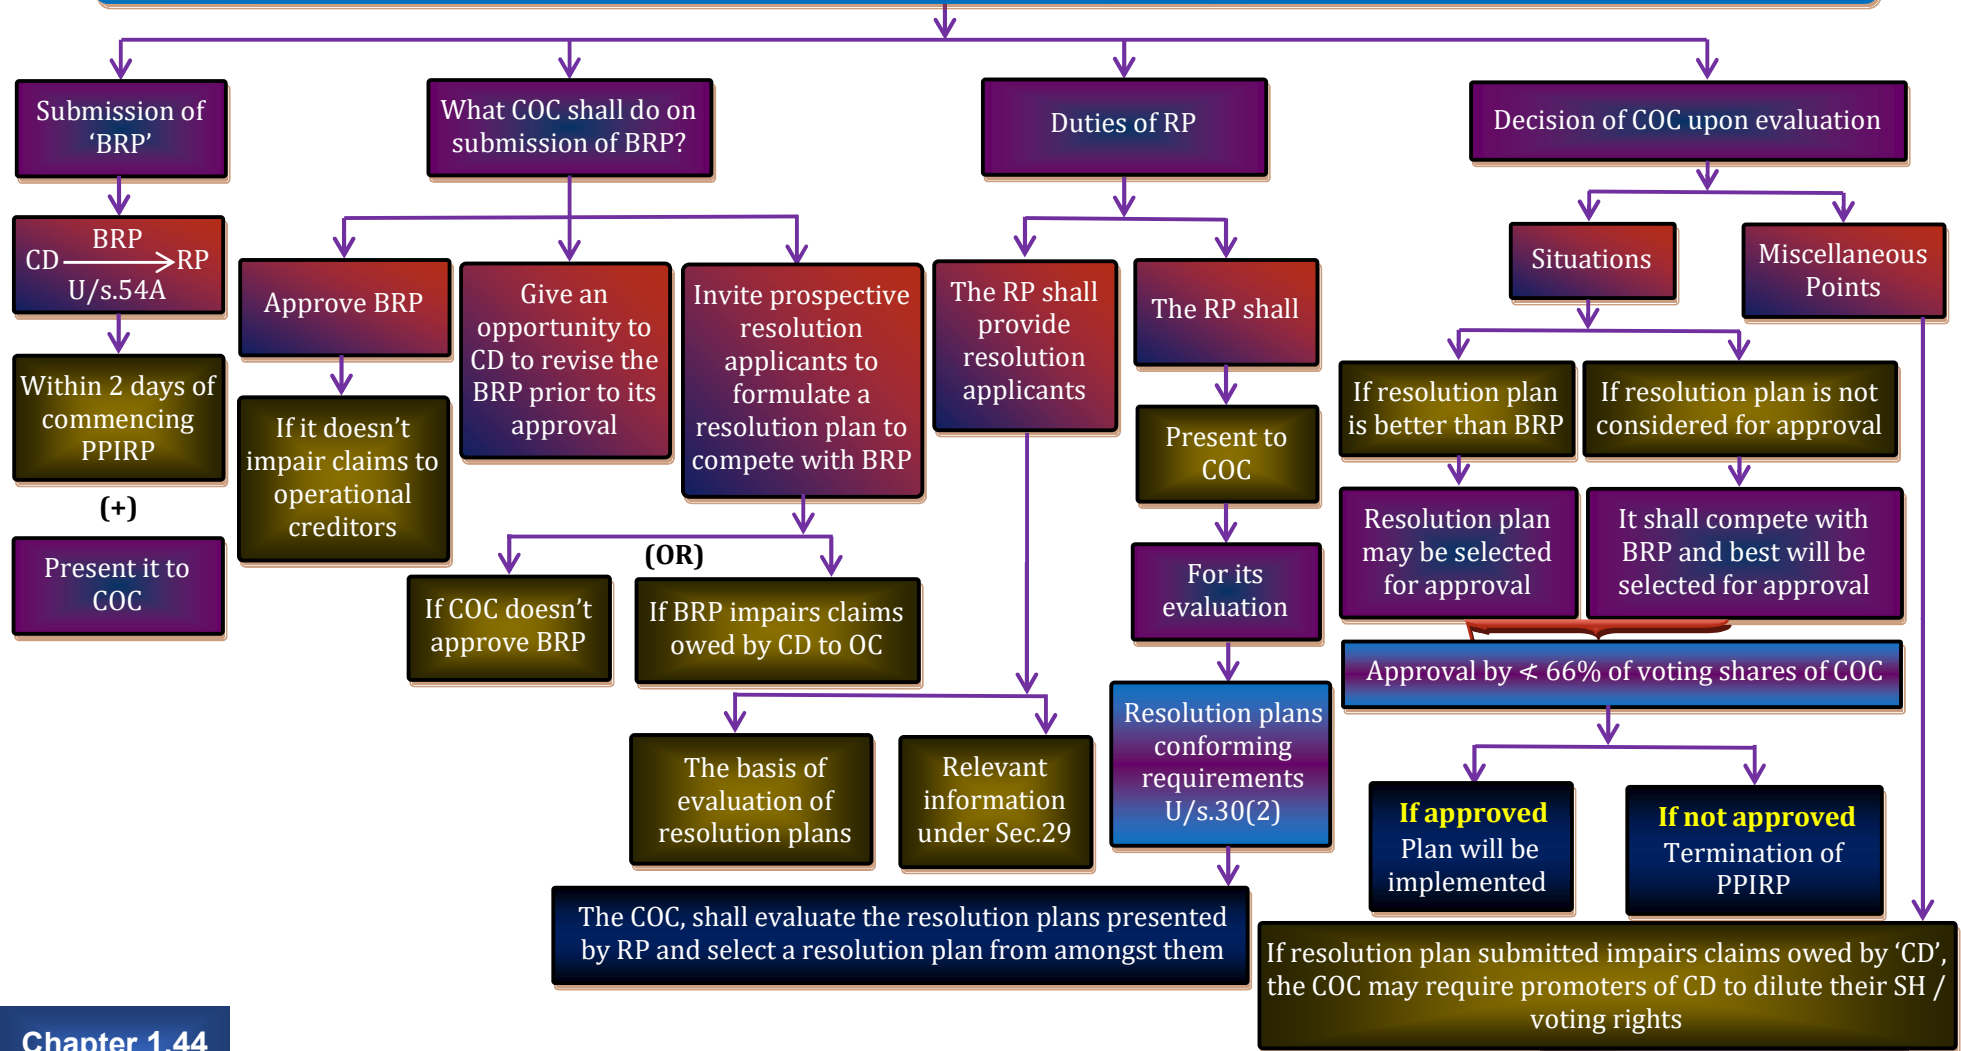 Submission of
‘BRP’
What COC shall do on
submission of BRP?
Duties of RP
Decision of COC upon evaluation
BRP
CD RP
U/s.54A
Within 2 days of
commencing
PPIRP
(+)
Present it to
COC
Approve BRP
If it doesn’t
impair claims to
operational
creditors
Give an
opportunity to
CD to revise the
BRP prior to its
approval
Invite prospective
resolution
applicants to
formulate a
resolution plan to
compete with BRP
(OR)
If COC doesn’t
approve BRP
If BRP impairs claims
owed by CD to OC
The RP shall
provide
resolution
applicants
The basis of
evaluation of
resolution plans
Relevant
information
under Sec.29
The RP shall
Present to
COC
For its
evaluation
Resolution plans
conforming
requirements
U/s.30(2)
The COC, shall evaluate the resolution plans presented
by RP and select a resolution plan from amongst them
Situations
Miscellaneous
Points
If resolution plan
is better than BRP
If resolution plan is not
considered for approval
Resolution plan
may be selected
for approval
It shall compete with
BRP and best will be
selected for approval
Approval by ≮ 66% of voting shares of COC
If approved
Plan will be
implemented
If not approved
Termination of
PPIRP
If resolution plan submitted impairs claims owed by ‘CD’,
the COC may require promoters of CD to dilute their SH /
voting rights
Chapter 1.44